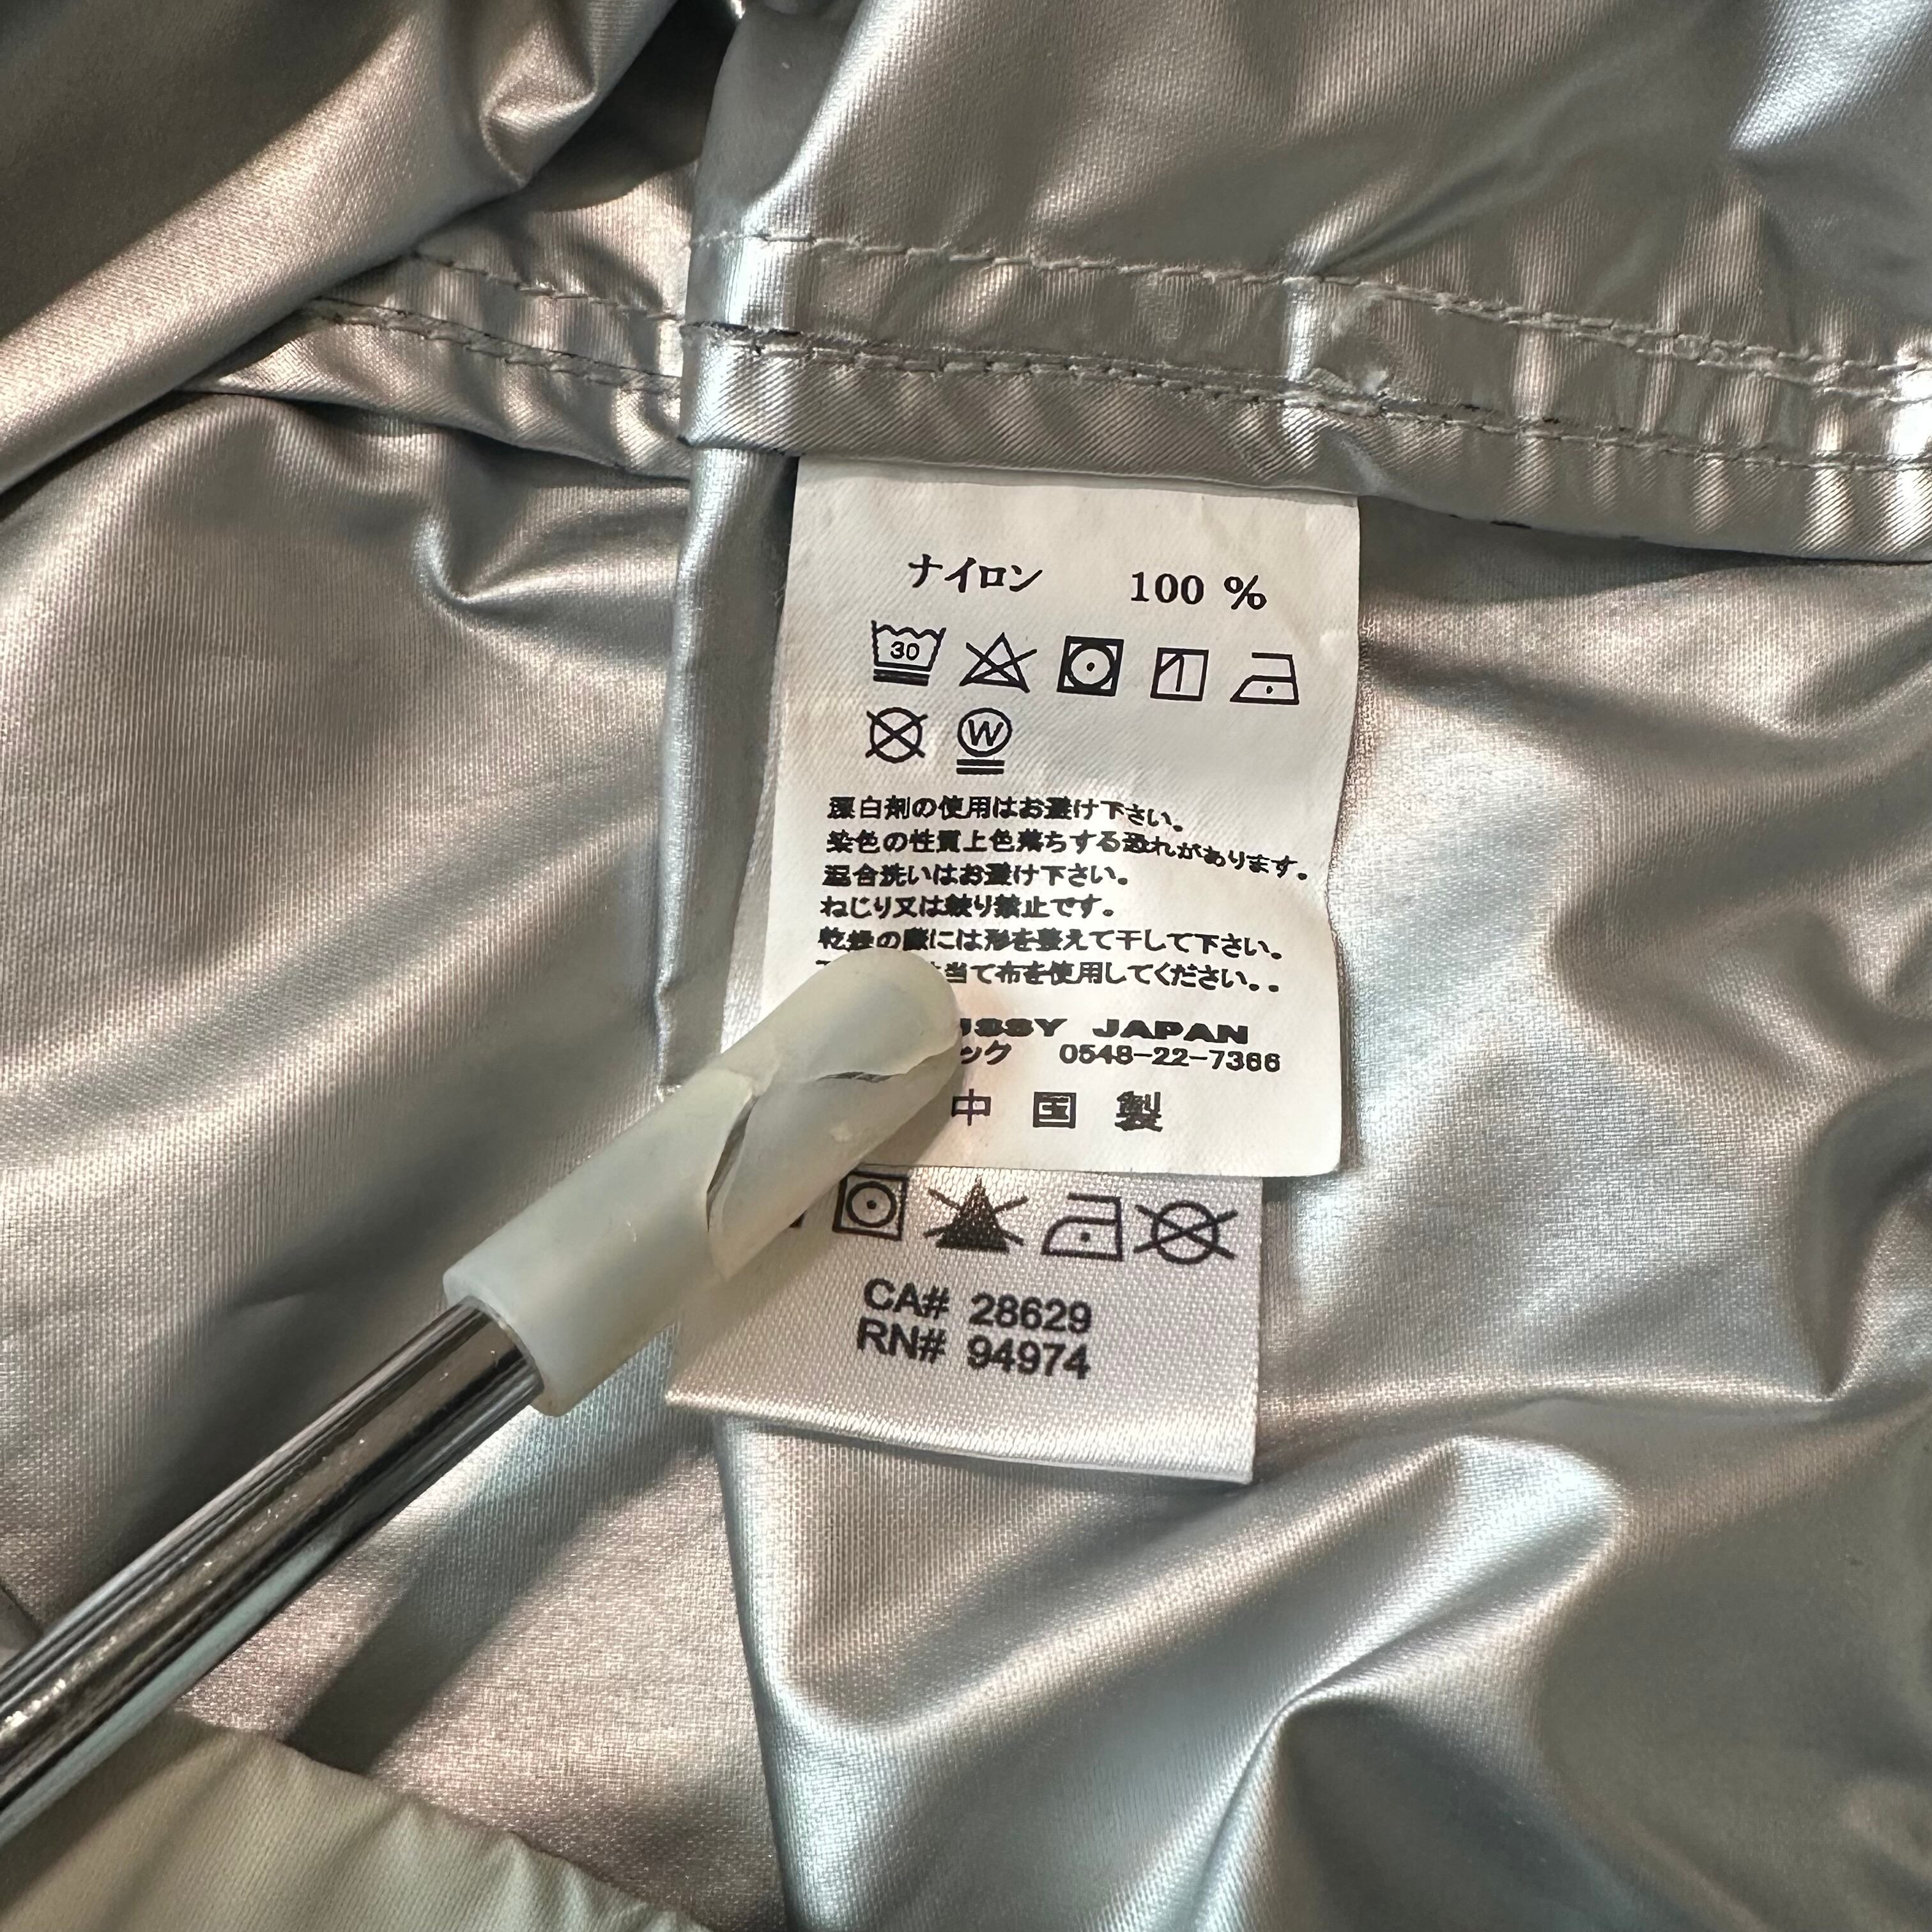 ナイロン 100 %
30
W
漂白剤の使用はお避け下さい。
染色の性質上色落ちする恐れがあります。
混合洗いはお避け下さい。
ねじり又は絞り禁止です。
乾燥の際には形を整えて干して下さい。
当て布を使用してください。.
USSY JAPAN
ック 0548-22-7366
中国製
CA# 28629
RN# 94974